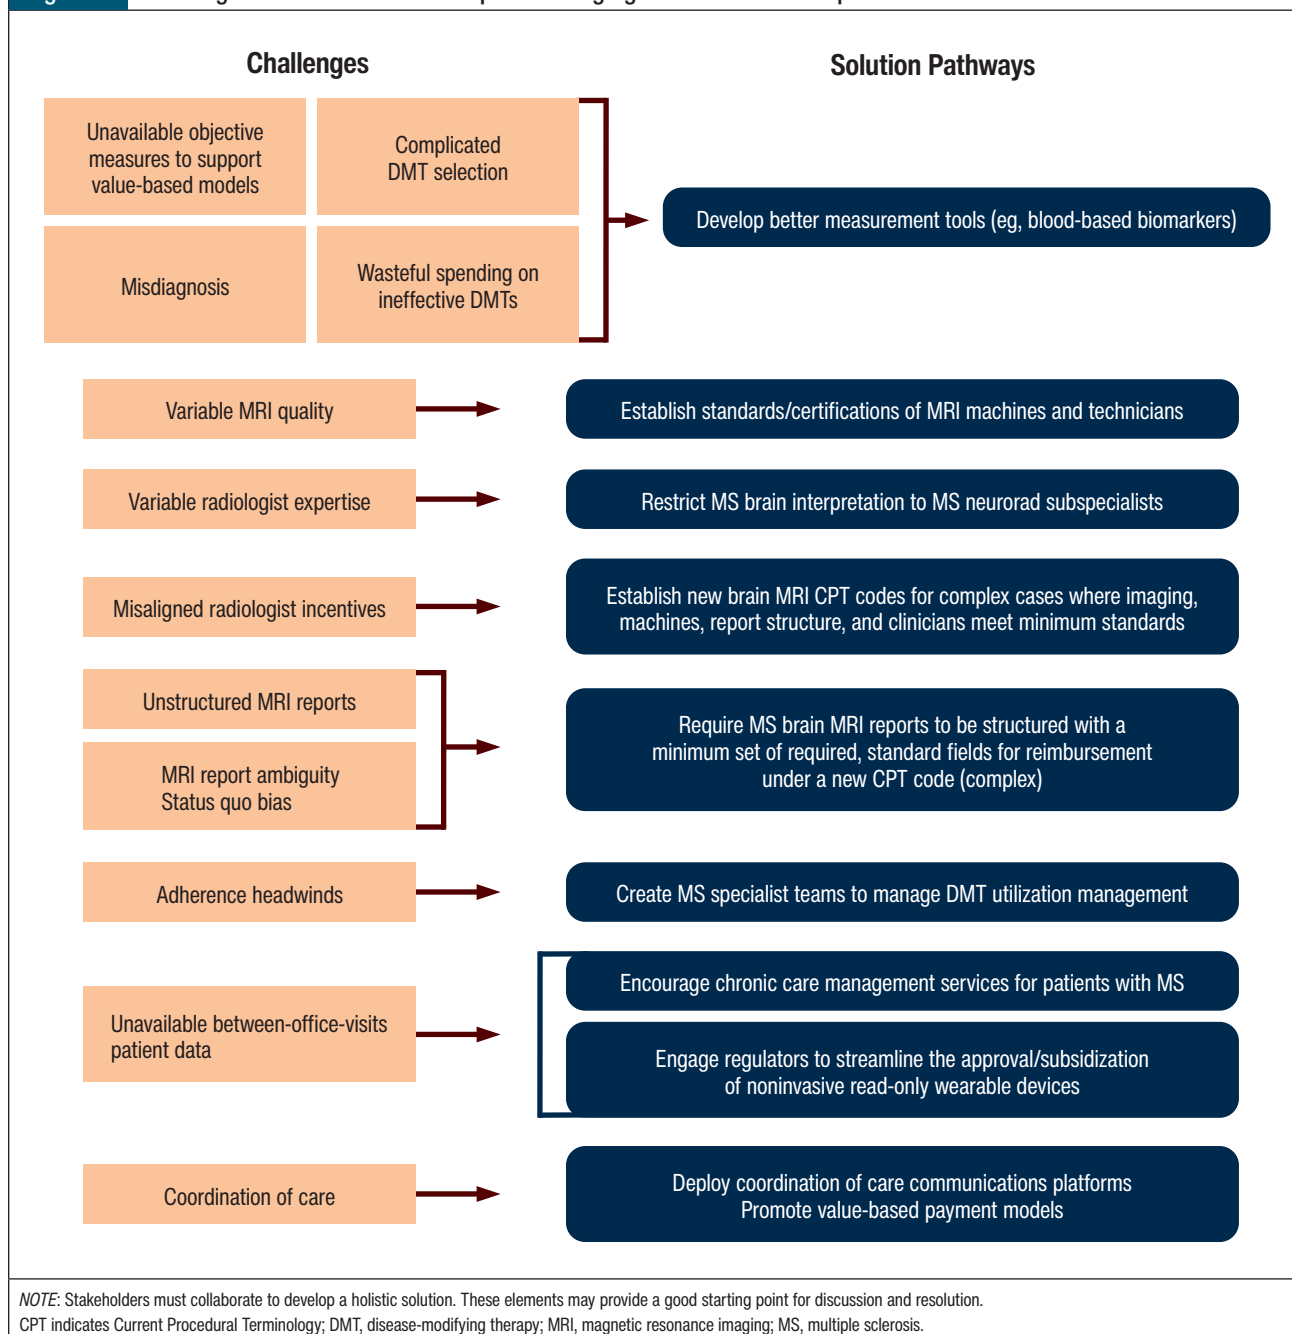 Challenges
Solution Pathways
Unavailable objective
measures to support
value-based models
Complicated
DMT selection
Misdiagnosis
Wasteful spending on
ineffective DMTs
Develop better measurement tools (eg, blood-based biomarkers)
Variable MRI quality
Establish standards/certifications of MRI machines and technicians
Variable radiologist expertise
Restrict MS brain interpretation to MS neurorad subspecialists
Misaligned radiologist incentives
Establish new brain MRI CPT codes for complex cases where imaging,
machines, report structure, and clinicians meet minimum standards
Unstructured MRI reports
MRI report ambiguity
Status quo bias
Require MS brain MRI reports to be structured with a
minimum set of required, standard fields for reimbursement
under a new CPT code (complex)
Adherence headwinds
Create MS specialist teams to manage DMT utilization management
Unavailable between-office-visits
patient data
Encourage chronic care management services for patients with MS
Engage regulators to streamline the approval/subsidization
of noninvasive read-only wearable devices
Coordination of care
Deploy coordination of care communications platforms
Promote value-based payment models
NOTE: Stakeholders must collaborate to develop a holistic solution. These elements may provide a good starting point for discussion and resolution.
CPT indicates Current Procedural Terminology; DMT, disease-modifying therapy; MRI, magnetic resonance imaging; MS, multiple sclerosis.